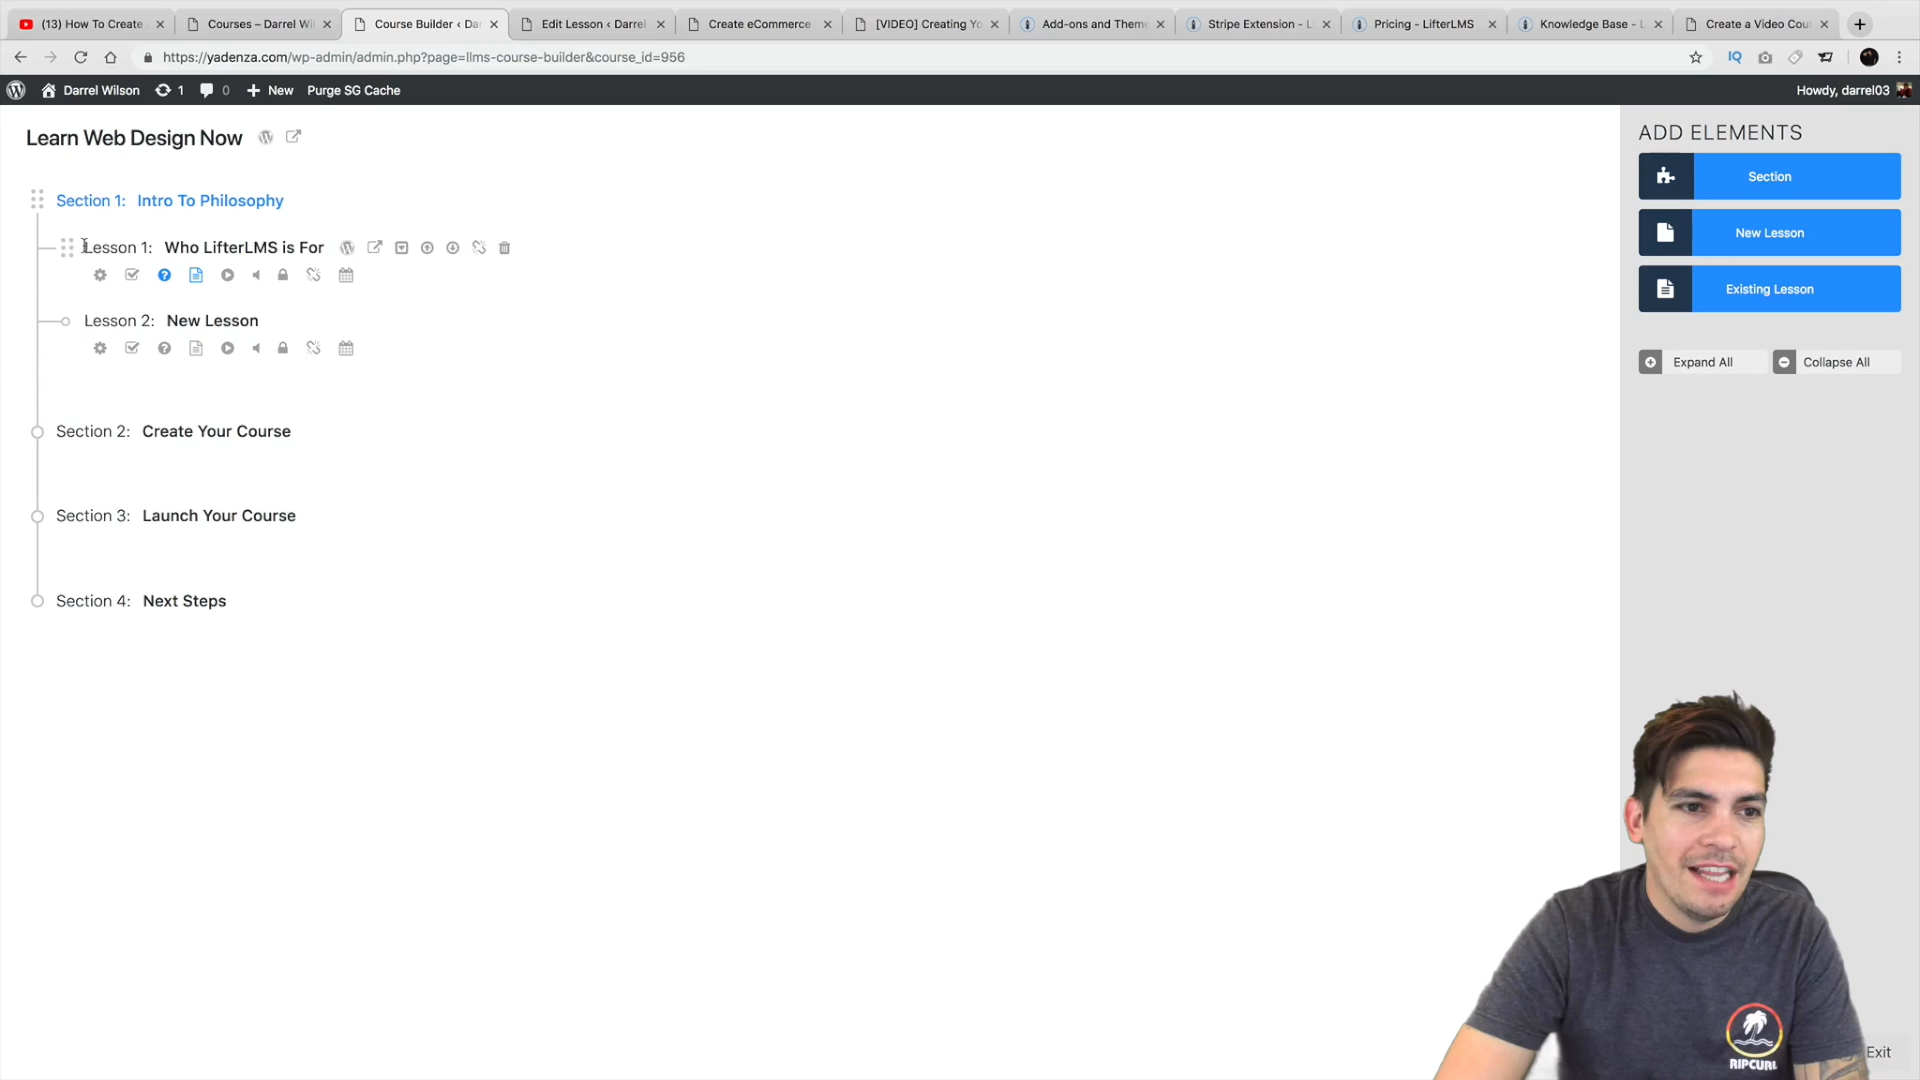 (13) How To Create
Courses – Darrel Wi
Course Builder ‹ Da
Edit Lesson ‹ Darrel
Create eCommerce
[VIDEO] Creating Yo
Add-ons and Theme
Stripe Extension - L
Pricing - LifterLMS
Knowledge Base - L
Create a Video Cou
https://yadenza.com/wp-admin/admin.php?page=llms-course-builder&course_id=956
IQ
Darrel Wilson
1
0
New
Purge SG Cache
Howdy, darrel03
Learn Web Design Now
Section 1: Intro To Philosophy
Lesson 1: Who LifterLMS is For
Lesson 2: New Lesson
Section 2: Create Your Course
Section 3: Launch Your Course
Section 4: Next Steps
ADD ELEMENTS
Section
New Lesson
Existing Lesson
Expand All
Collapse All
RIPCURL
Exit